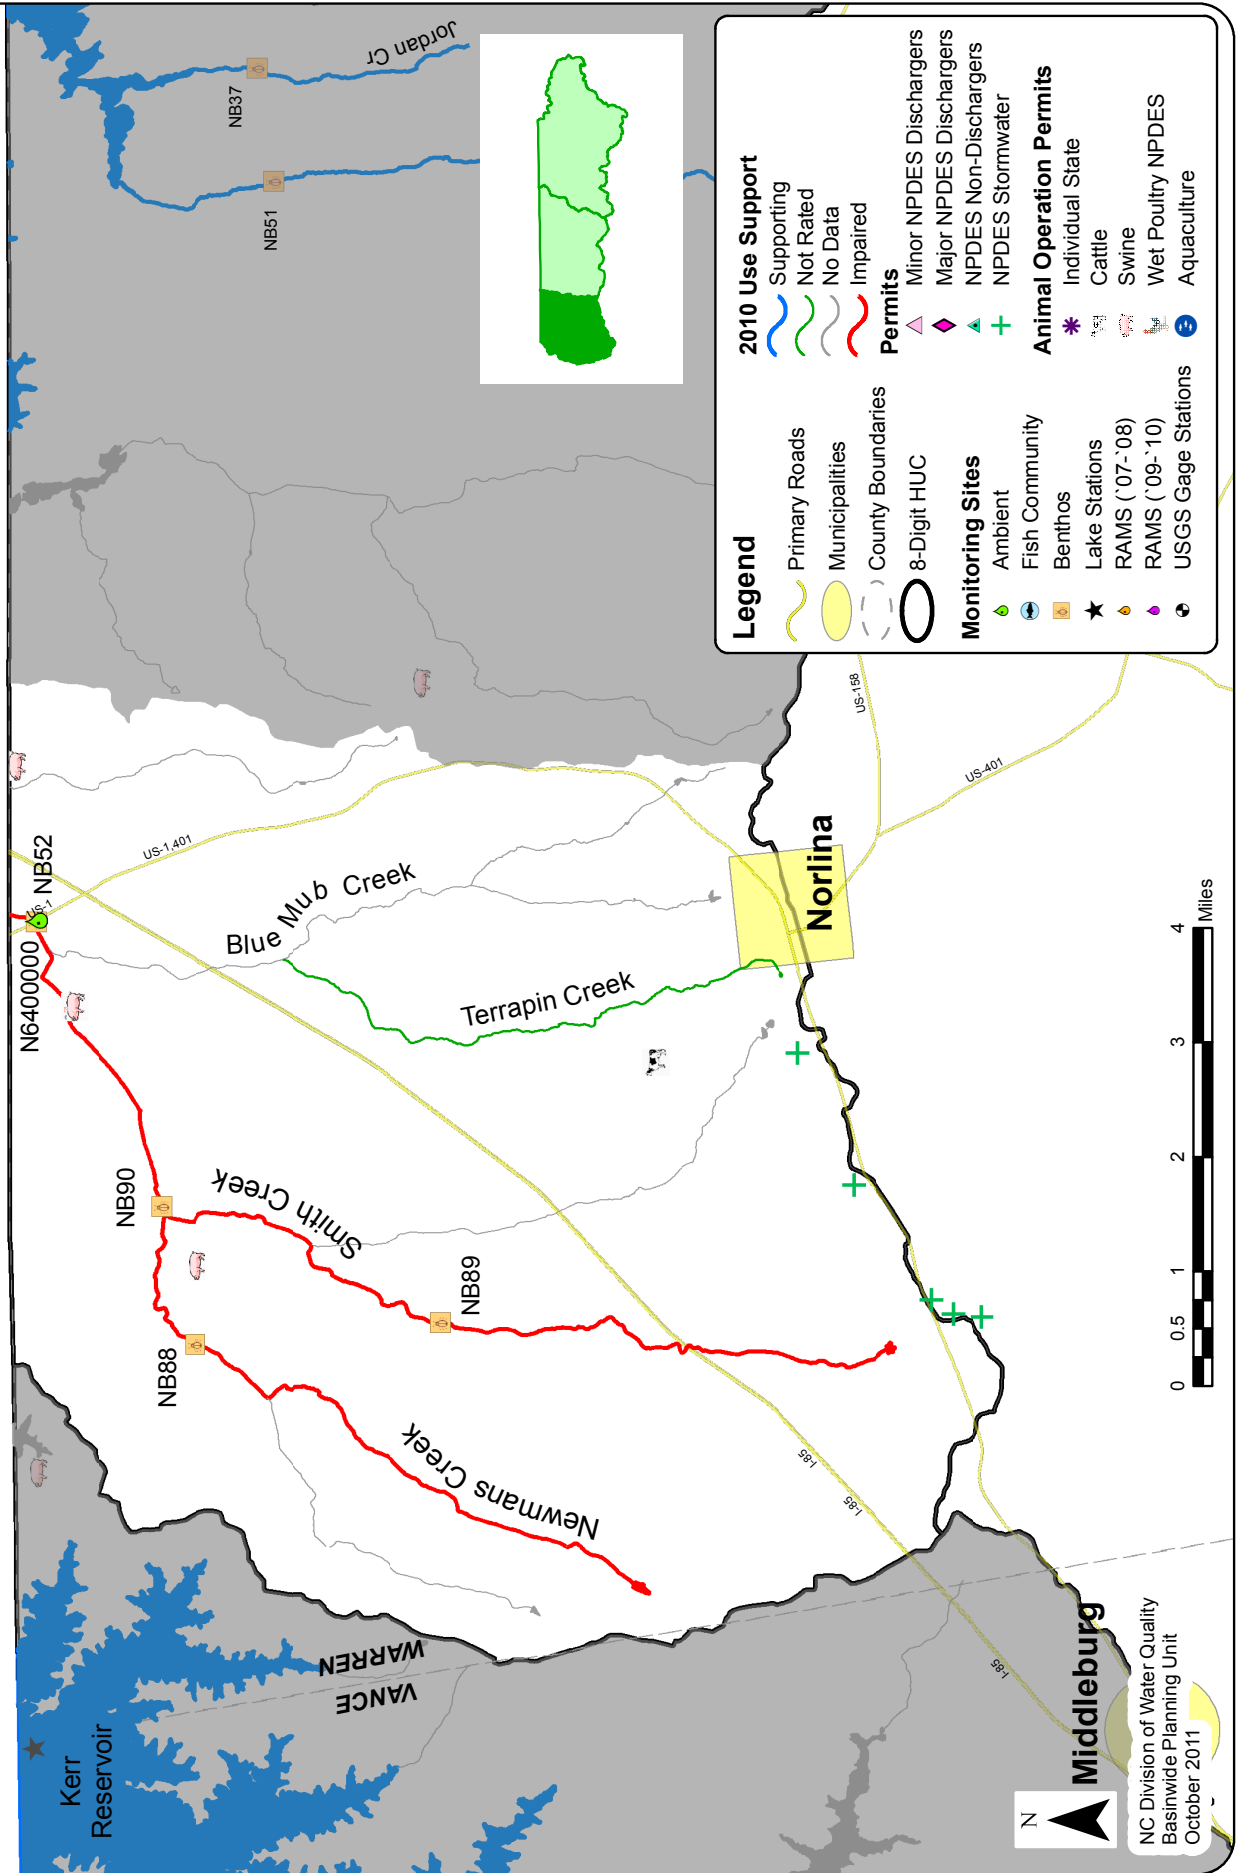 Kerr
Reservoir
VANCE
WARREN
N6400000
NB52
US-1
US-1,401
NB90
NB88
NB89
NB51
NB37
Jordan Cr
Smith Creek
Newmans Creek
Blue Mud Creek
Terrapin Creek
I-85
I-85
I-85
US-158
US-401
Norlina
Middleburg
N
NC Division of Water Quality
Basinwide Planning Unit
October 2011
0 0.5 1 2 3 4
Miles
Legend
Primary Roads
Municipalities
County Boundaries
8-Digit HUC
Monitoring Sites
Ambient
Fish Community
Benthos
Lake Stations
RAMS (`07-`08)
RAMS (`09-`10)
USGS Gage Stations
2010 Use Support
Supporting
Not Rated
No Data
Impaired
Permits
Minor NPDES Dischargers
Major NPDES Dischargers
NPDES Non-Dischargers
NPDES Stormwater
Animal Operation Permits
Individual State
Cattle
Swine
Wet Poultry NPDES
Aquaculture